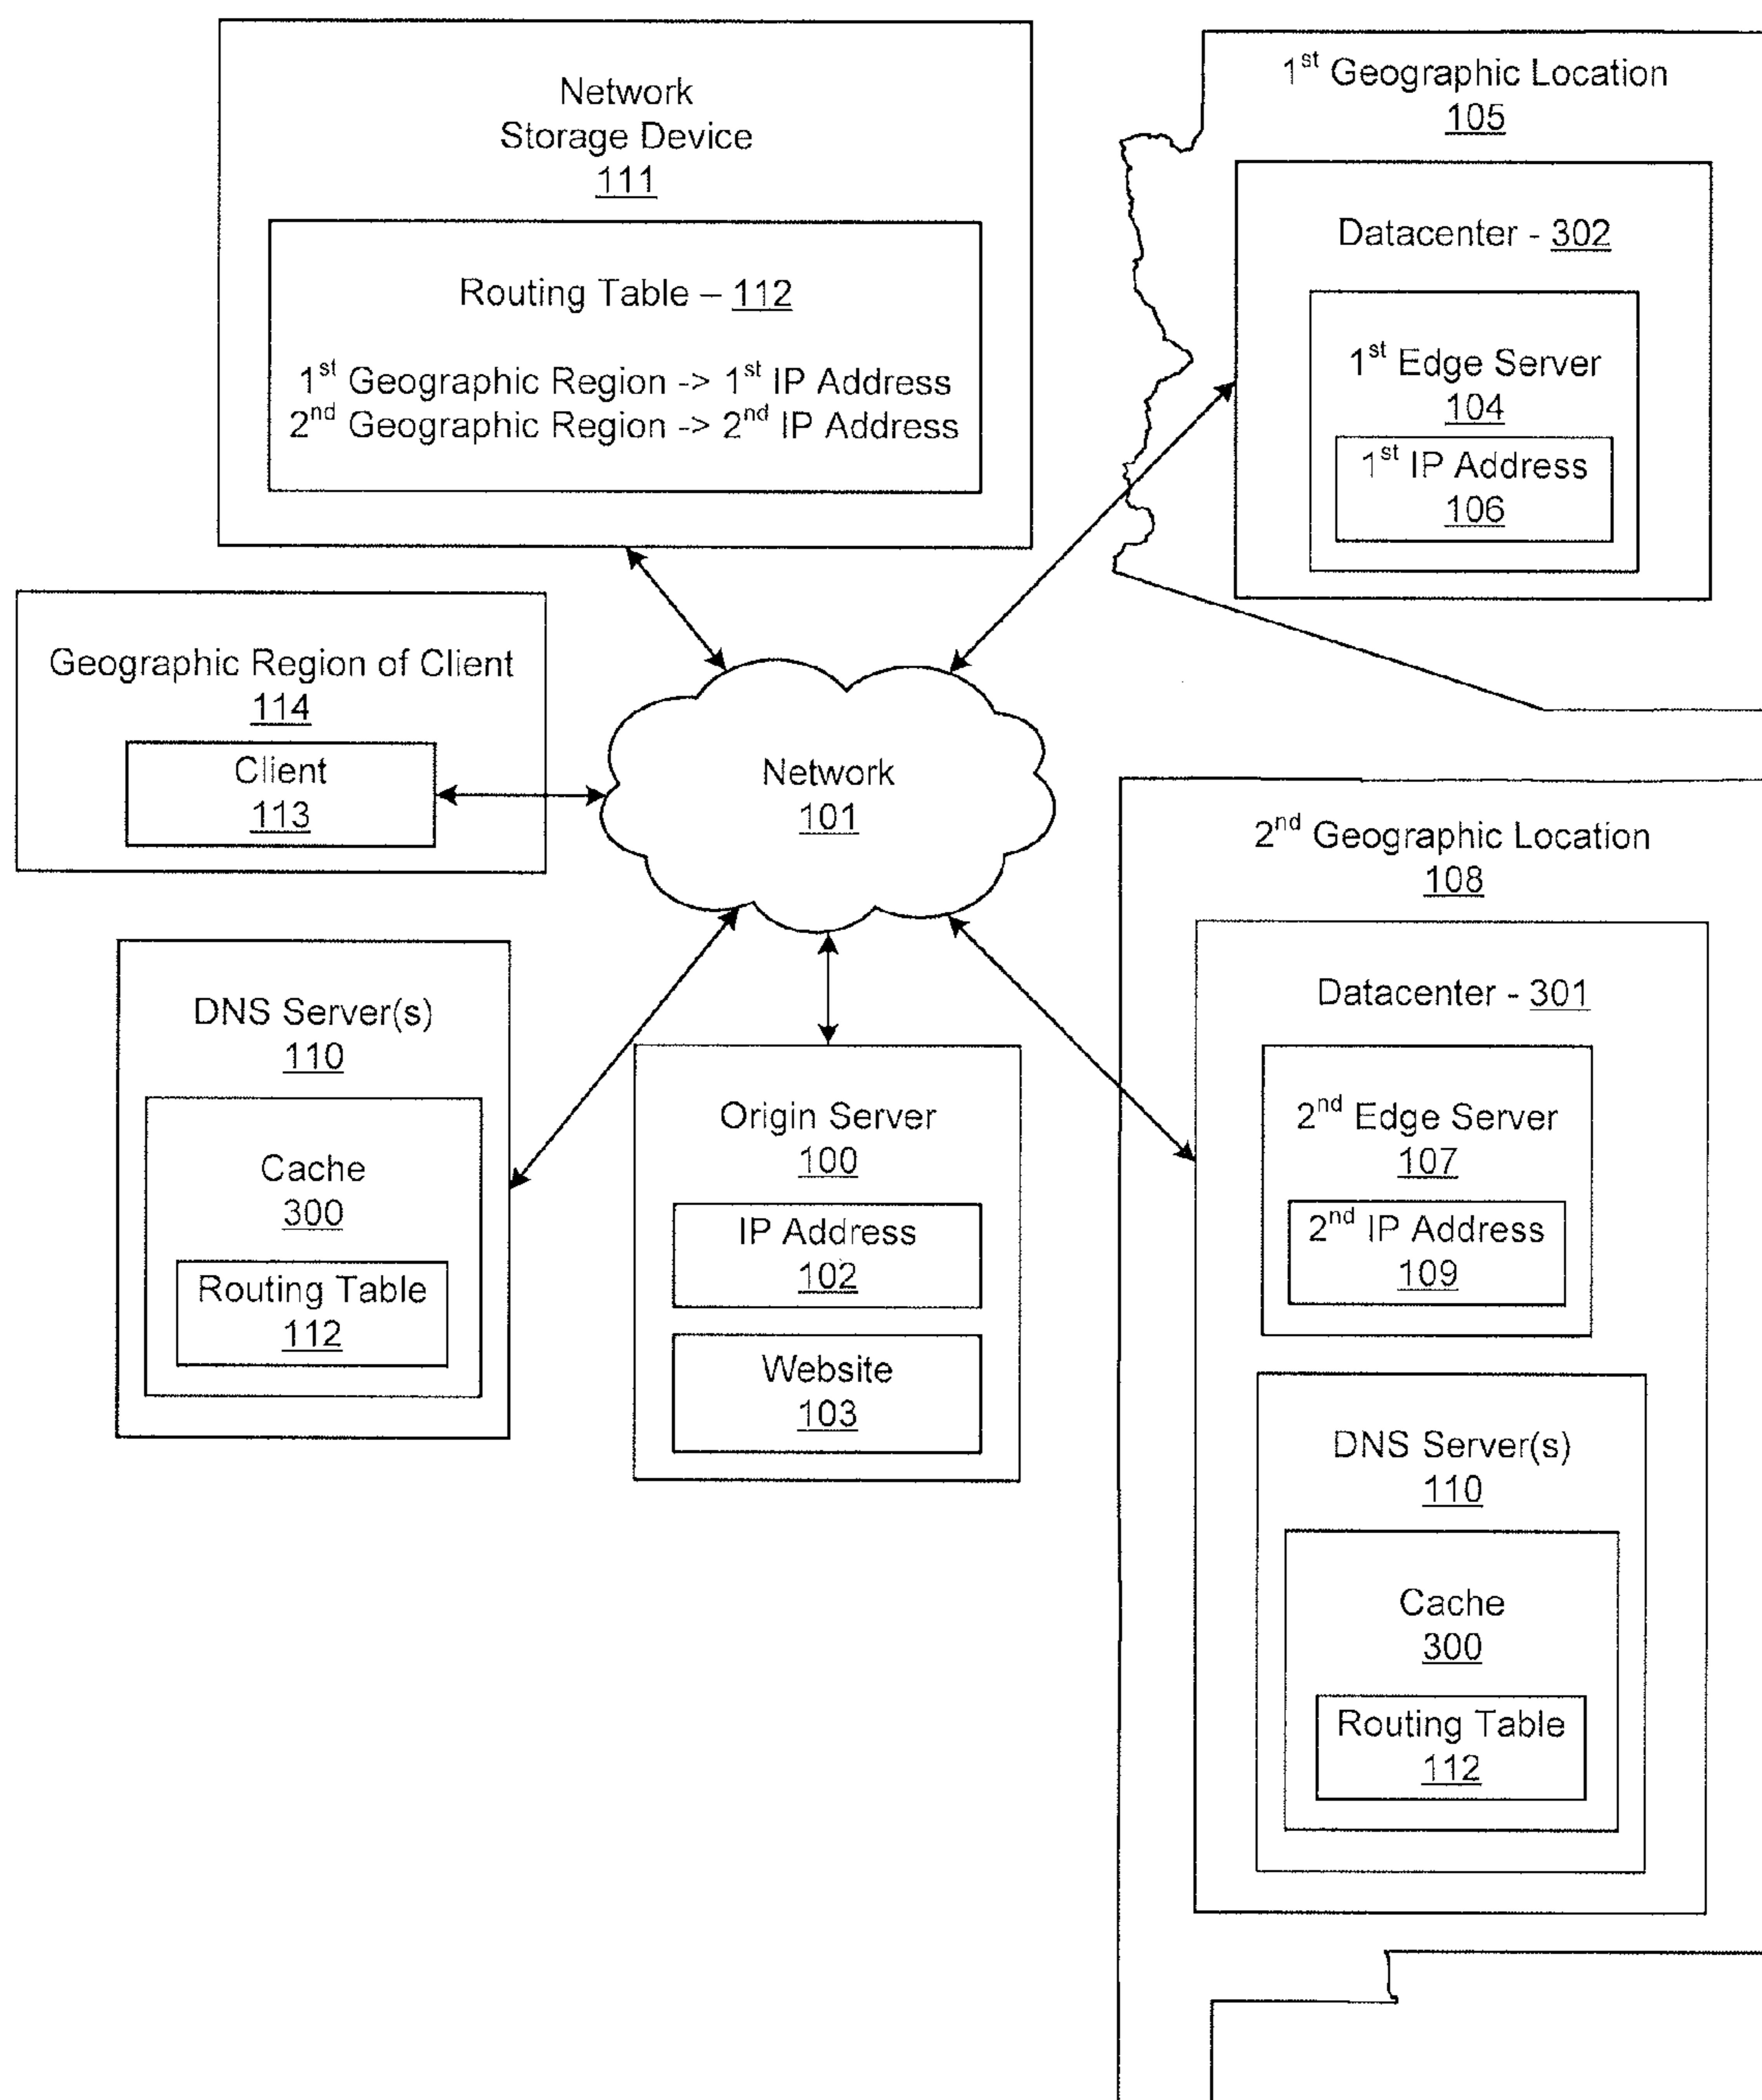 Network
Storage Device
111
Routing Table – 112
1st Geographic Region -> 1st IP Address
2nd Geographic Region -> 2nd IP Address
1st Geographic Location
105
Datacenter - 302
1st Edge Server
104
1st IP Address
106
Geographic Region of Client
114
Client
113
Network
101
2nd Geographic Location
108
Datacenter - 301
2nd Edge Server
107
2nd IP Address
109
DNS Server(s)
110
Cache
300
Routing Table
112
DNS Server(s)
110
Cache
300
Routing Table
112
Origin Server
100
IP Address
102
Website
103